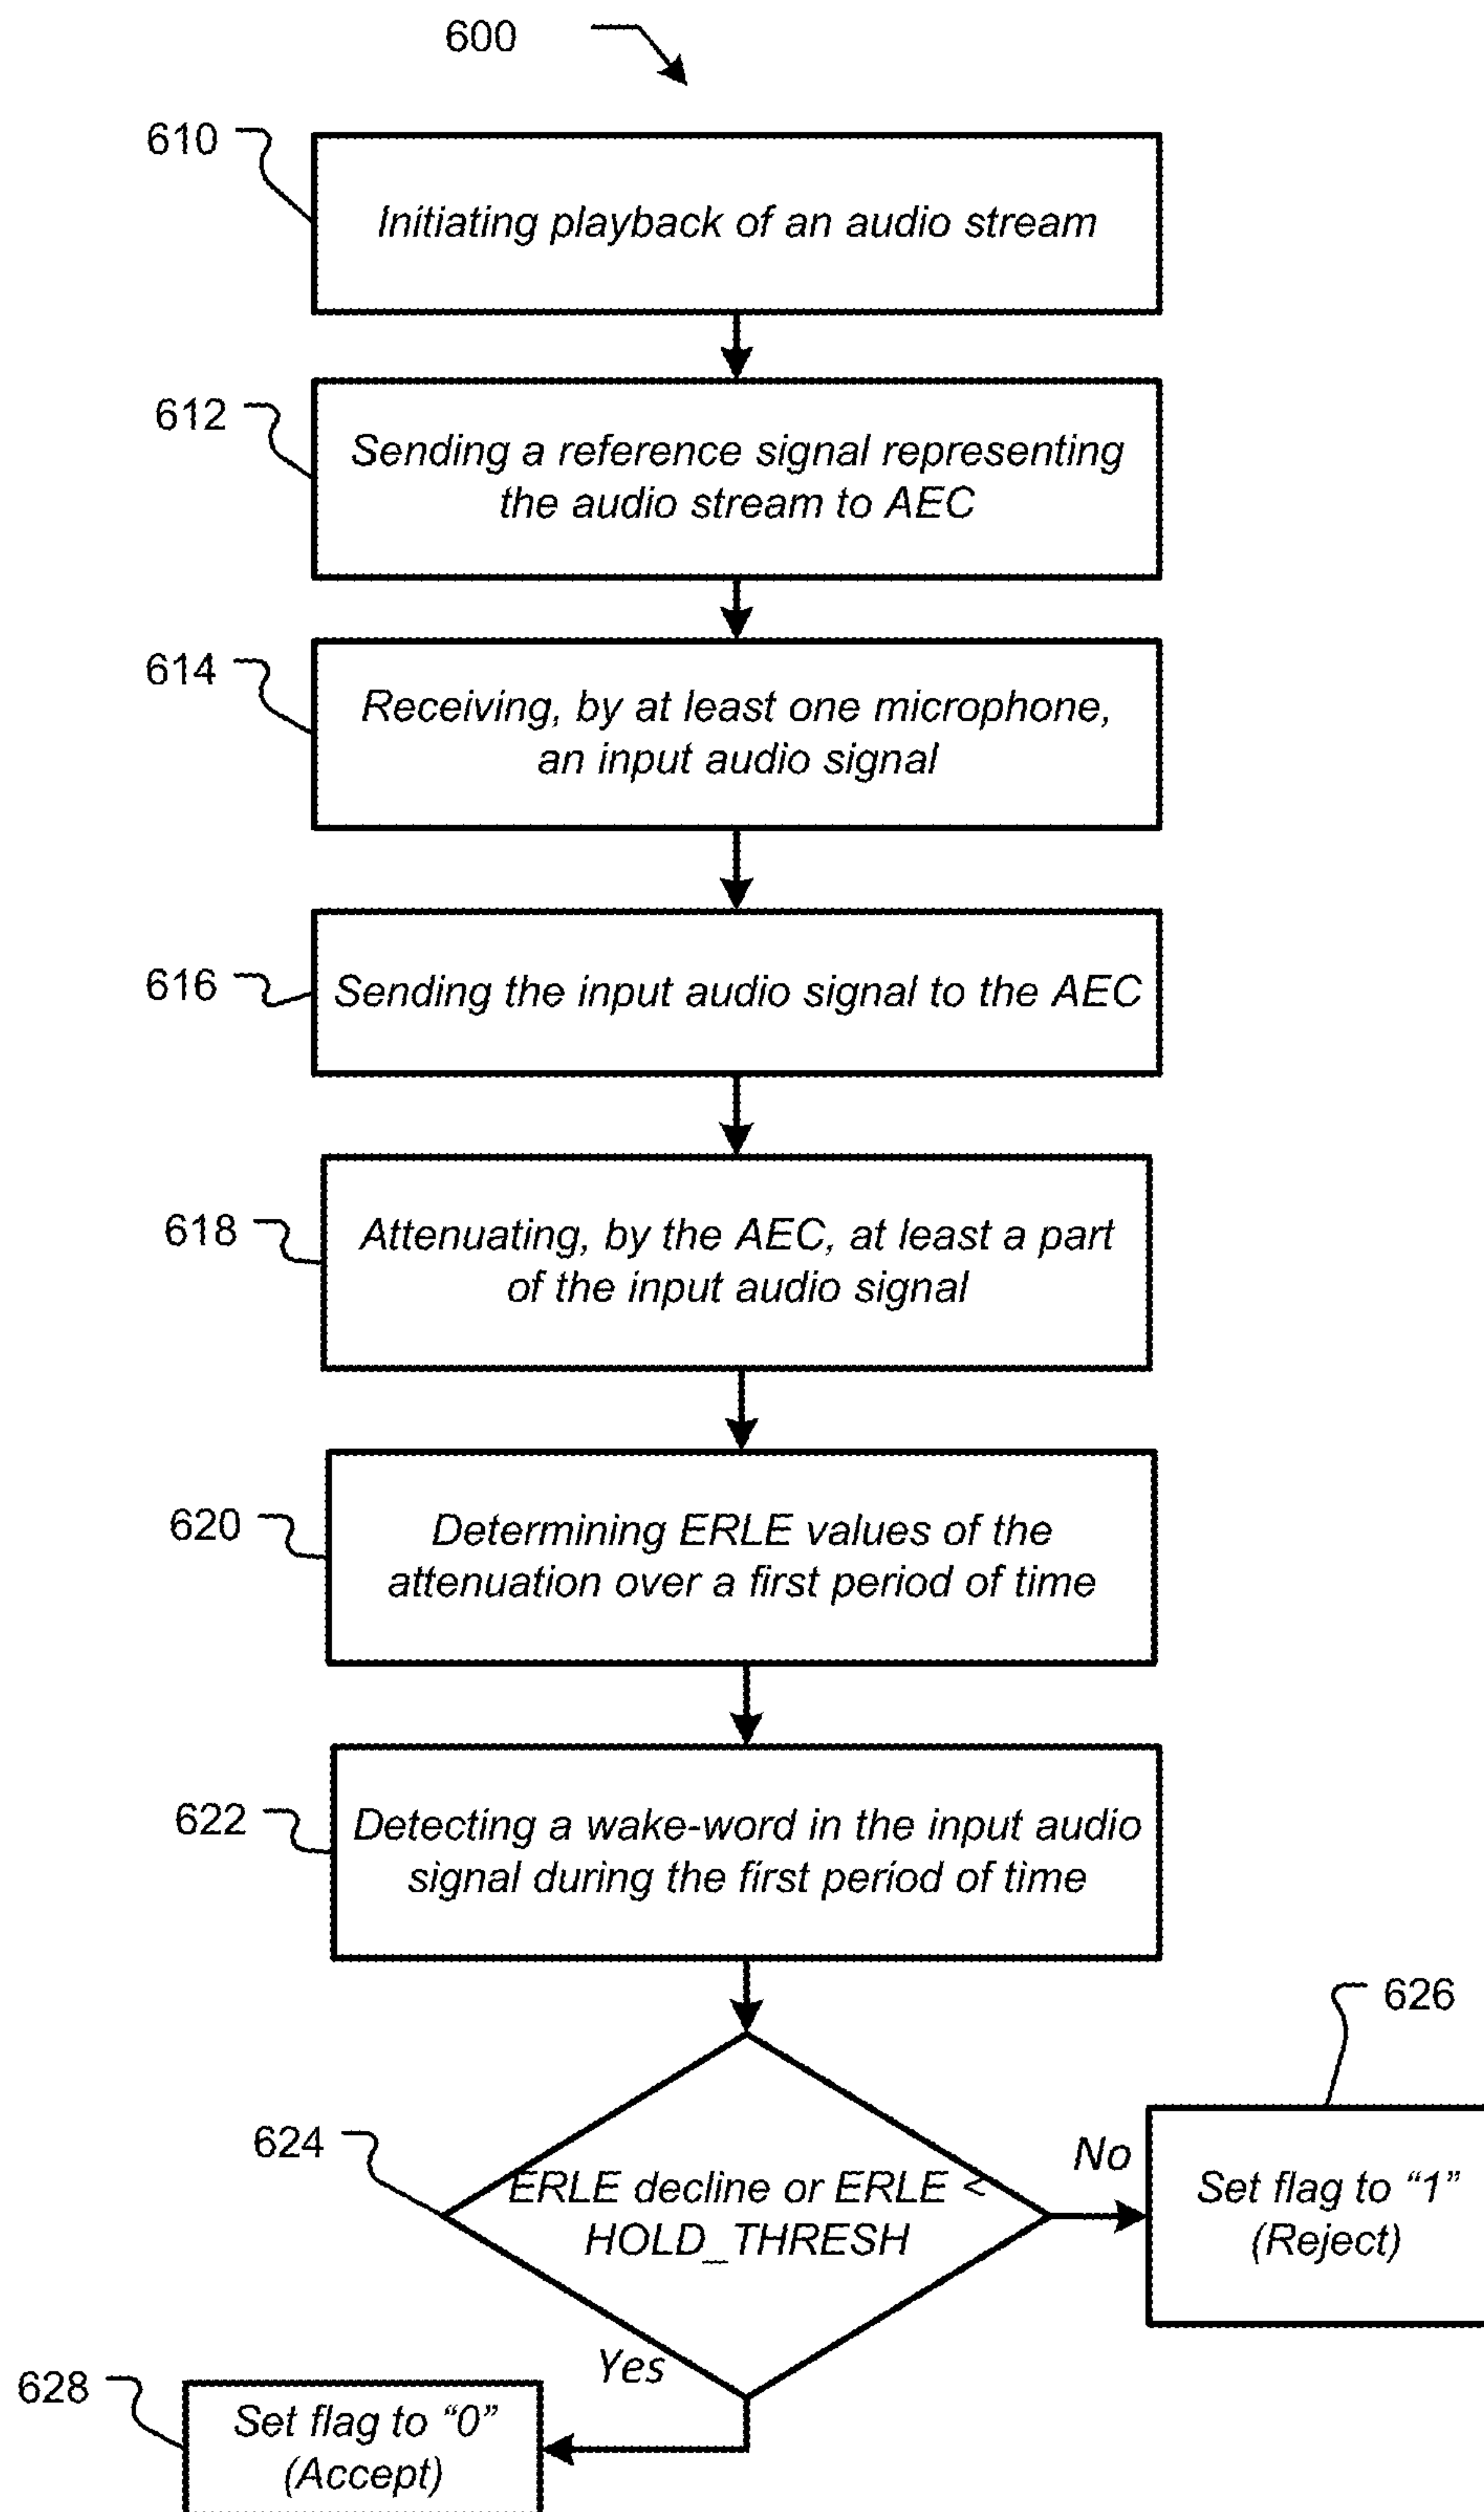 600
610
Initiating playback of an audio stream
612
Sending a reference signal representing
the audio stream to AEC
614
Receiving, by at least one microphone,
an input audio signal
616
Sending the input audio signal to the AEC
618
Attenuating, by the AEC, at least a part
of the input audio signal
620
Determining ERLE values of the
attenuation over a first period of time
622
Detecting a wake-word in the input audio
signal during the first period of time
624
ERLE decline or ERLE <
HOLD_THRESH
No
626
Set flag to “1”
(Reject)
Yes
628
Set flag to “0”
(Accept)